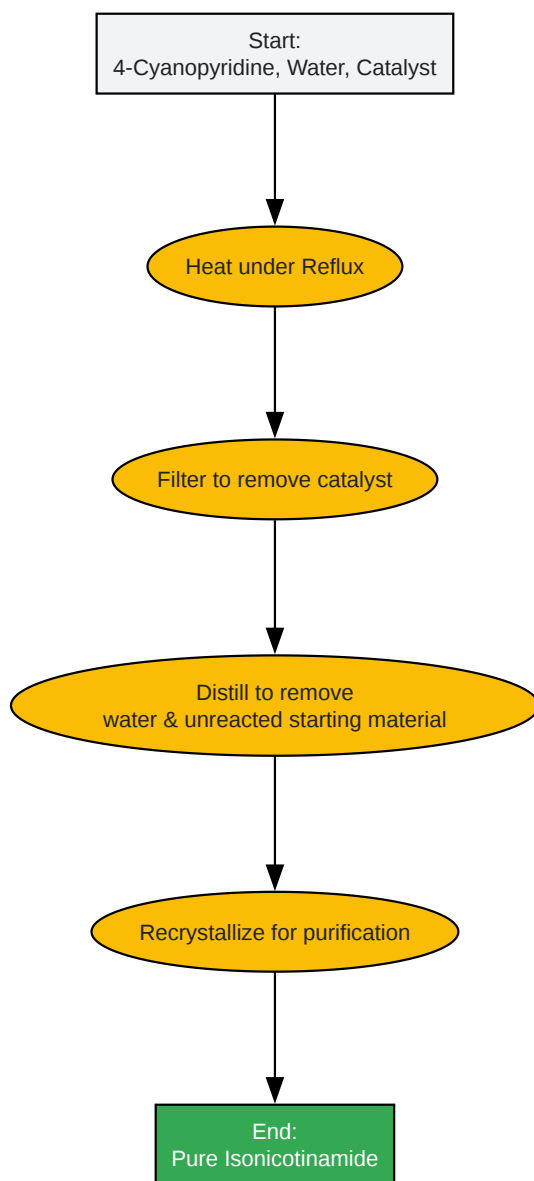 Start:
4-Cyanopyridine, Water, Catalyst
Heat under Reflux
Filter to remove catalyst
Distill to remove
water & unreacted starting material
Recrystallize for purification
End:
Pure Isonicotinamide